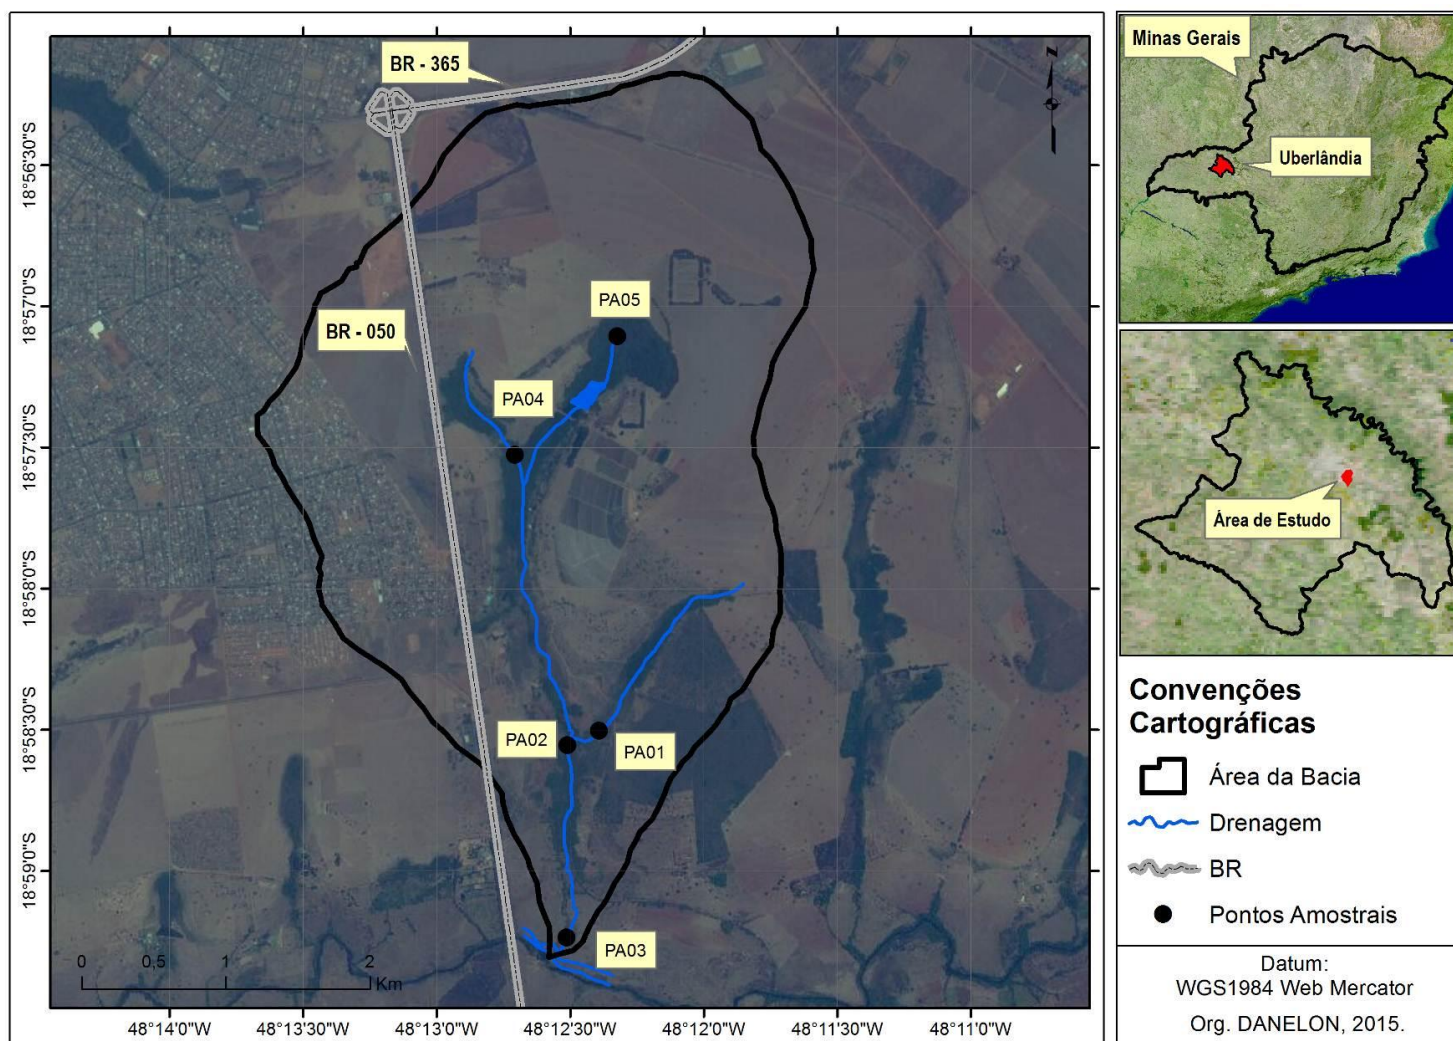 BR - 365
BR - 050
PA05
PA04
PA02
PA01
PA03
18°56'30"S
18°57'0"S
18°57'30"S
18°58'0"S
18°58'30"S
18°59'0"S
0
0,5
1
2
Km
48°14'0"W
48°13'30"W
48°13'0"W
48°12'30"W
48°12'0"W
48°11'30"W
48°11'0"W
Z
Minas Gerais
Uberlândia
Área de Estudo
Convenções
Cartográficas
Área da Bacia
Drenagem
BR
Pontos Amostrais
Datum:
WGS1984 Web Mercator
Org. DANELON, 2015.